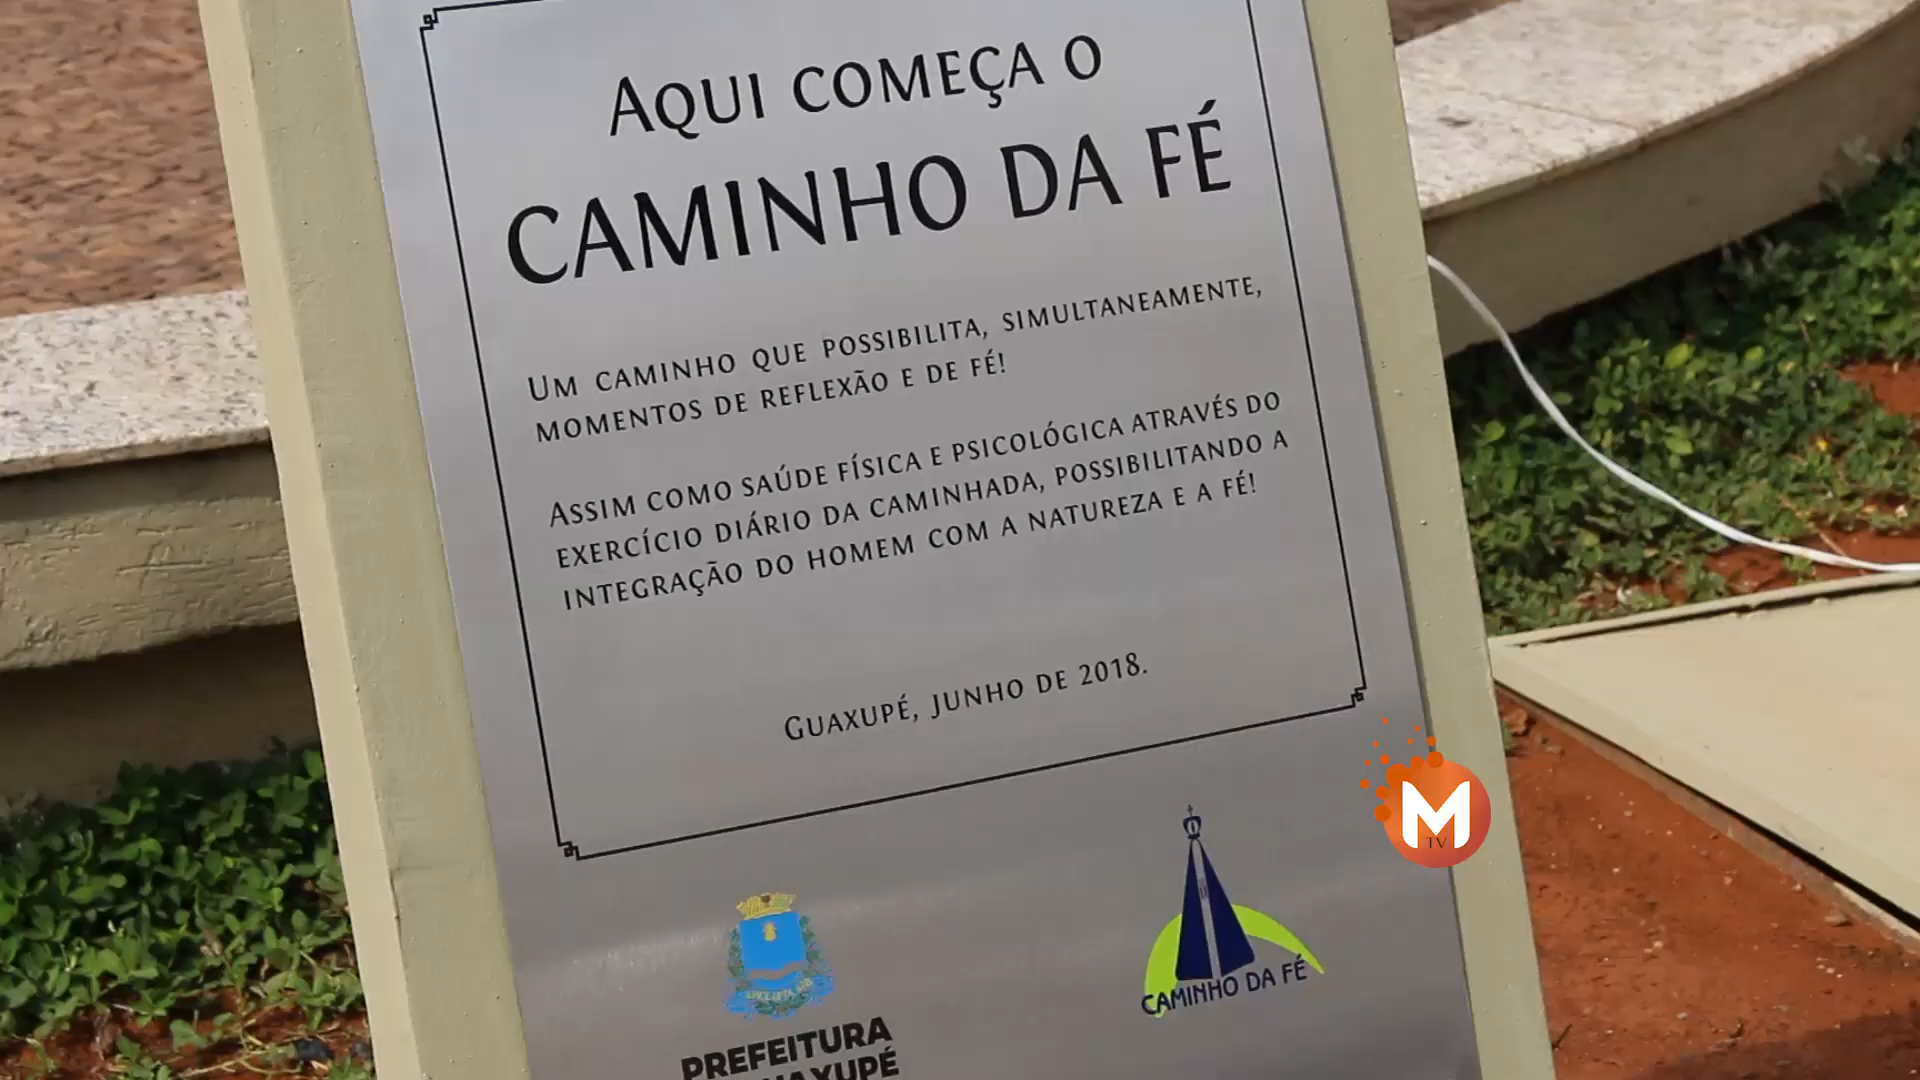 AQUI COMEÇA O
CAMINHO DA FÉ
UM CAMINHO QUE POSSIBILITA, SIMULTANEAMENTE,
MOMENTOS DE REFLEXÃO E DE FÉ!
ASSIM COMO SAÚDE FÍSICA E PSICOLÓGICA ATRAVÉS DO
EXERCÍCIO DIÁRIO DA CAMINHADA, POSSIBILITANDO A
INTEGRAÇÃO DO HOMEM COM A NATUREZA E A FÉ!
GUAXUPÉ, JUNHO DE 2018.
M
TV
CAMINHO DA FÉ
PREFEITURA